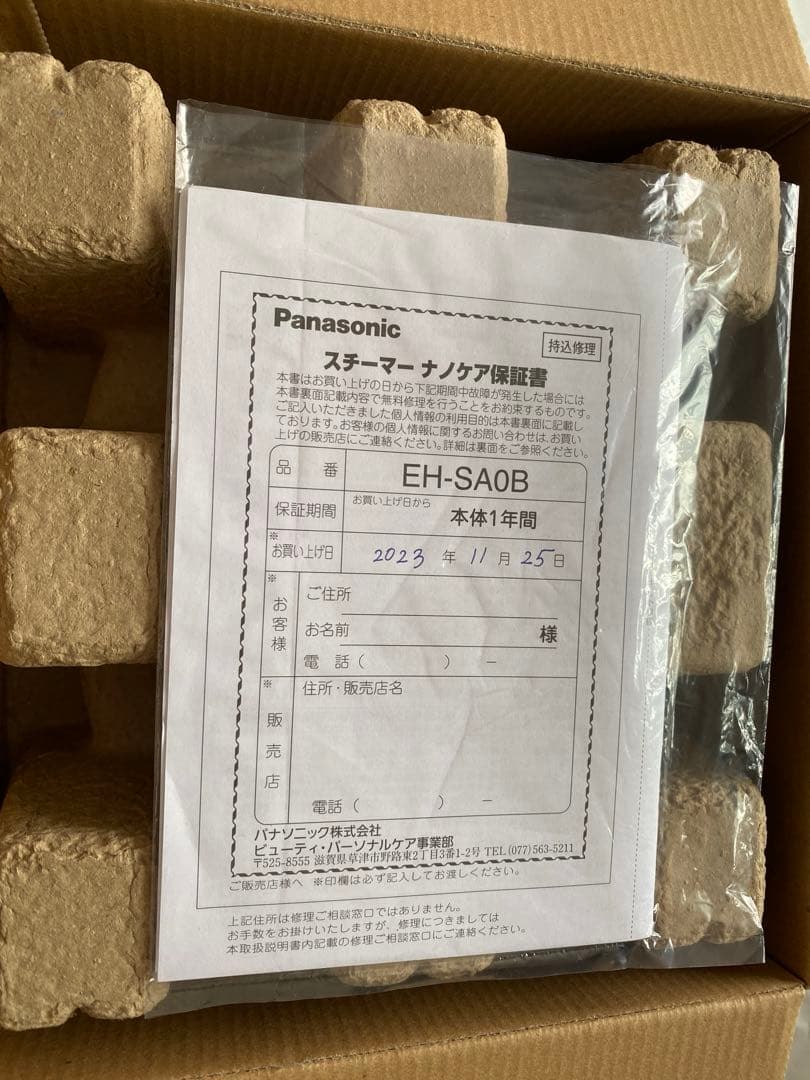 Panasonic
持込修理
スチーマー ナノケア保証書
本書はお買い上げの日から下記期間中故障が発生した場合には
本書裏面記載内容で無料修理を行うことをお約束するものです。
ご記入いただきました個人情報の利用目的は本書裏面に記載し
ております。お客様の個人情報に関するお問い合わせは、お買い
上げの販売店にご連絡ください。詳細は裏面をご参照ください。
品番 EH-SA0B
保証期間 お買い上げ日から 本体1年間
※お買い上げ日 2023 年 11 月 25 日
※お客様
ご住所
お名前 様
電話( ) −
※販売店
住所・販売店名
電話( ) −
パナソニック株式会社
ビューティ・パーソナルケア事業部
〒525-8555 滋賀県草津市野路東2丁目3番1-2号 TEL(077)563-5211
ご販売店様へ ※印欄は必ず記入してお渡しください。
上記住所は修理ご相談窓口ではありません。
お手数をお掛けいたしますが、修理につきましては
本取扱説明書内記載の修理ご相談窓口にご連絡ください。